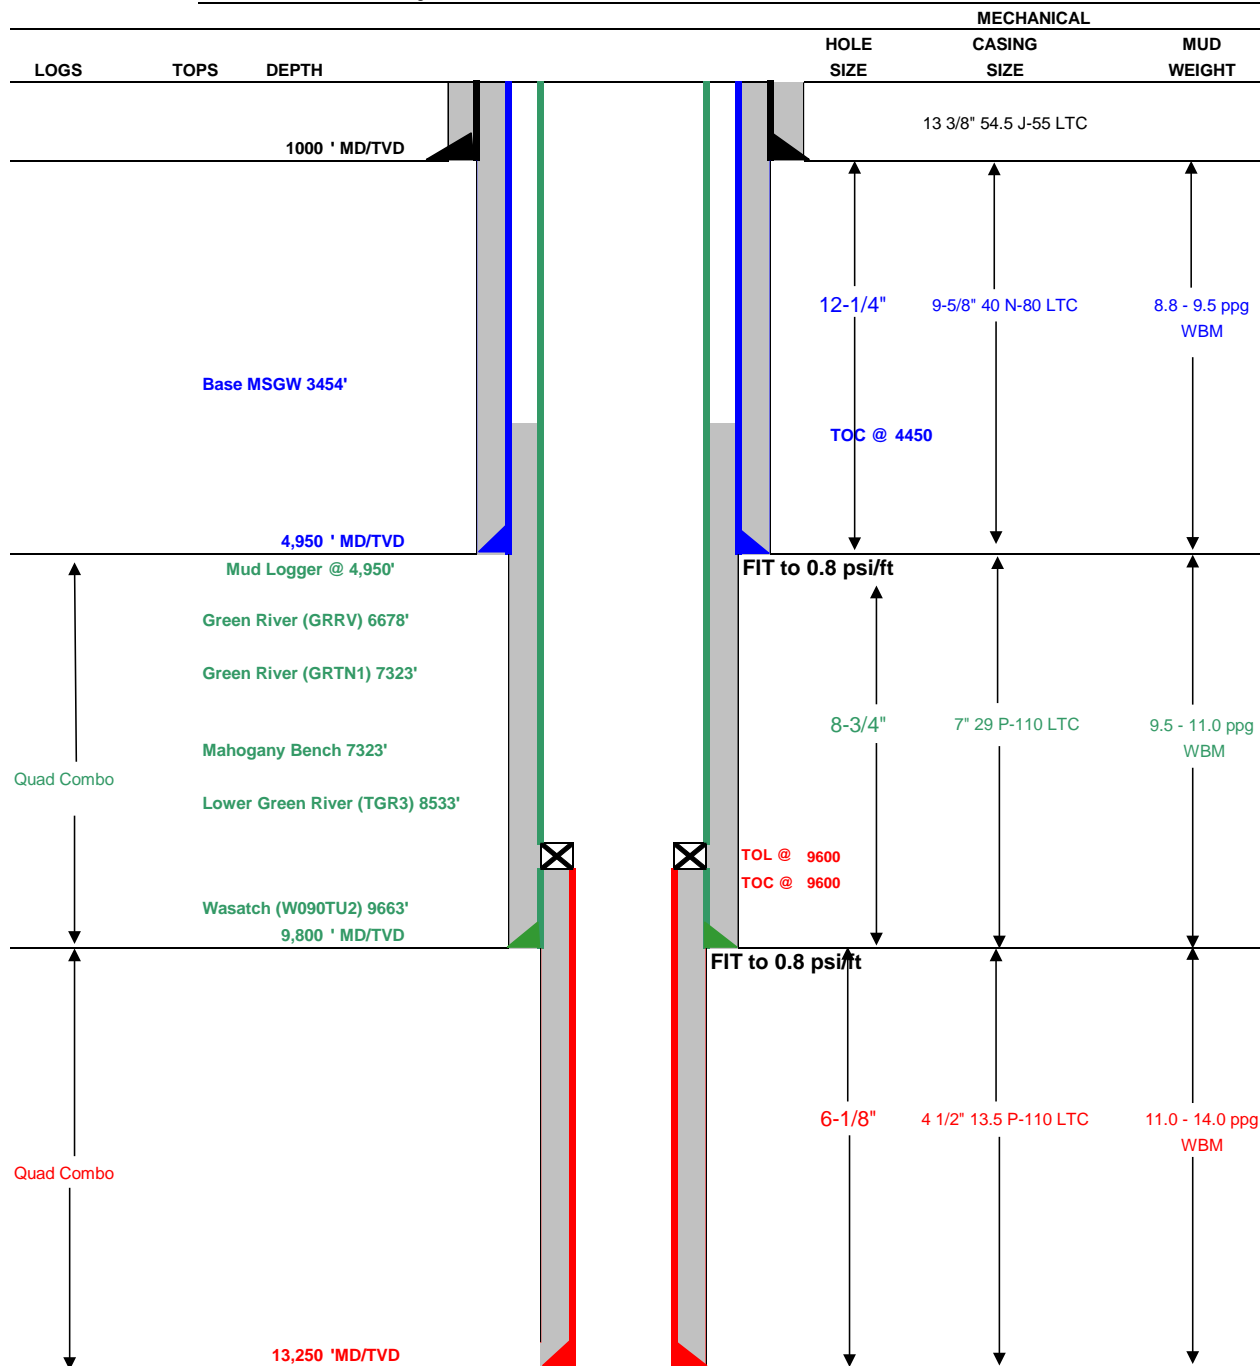 MECHANICAL
HOLE CASING MUD
LOGS TOPS DEPTH SIZE SIZE WEIGHT
13 3/8" 54.5 J-55 LTC
1000 ' MD/TVD
12-1/4" 9-5/8" 40 N-80 LTC 8.8 - 9.5 ppg
WBM
Base MSGW 3454'
TOC @ 4450
4,950 ' MD/TVD
Mud Logger @ 4,950' FIT to 0.8 psi/ft
Green River (GRRV) 6678'
Green River (GRTN1) 7323'
8-3/4" 7" 29 P-110 LTC 9.5 - 11.0 ppg
Mahogany Bench 7323' WBM
Quad Combo
Lower Green River (TGR3) 8533'
TOL @ 9600
TOC @ 9600
Wasatch (W090TU2) 9663'
9,800 ' MD/TVD
FIT to 0.8 psi/ft
6-1/8" 4 1/2" 13.5 P-110 LTC 11.0 - 14.0 ppg
WBM
Quad Combo
13,250 'MD/TVD